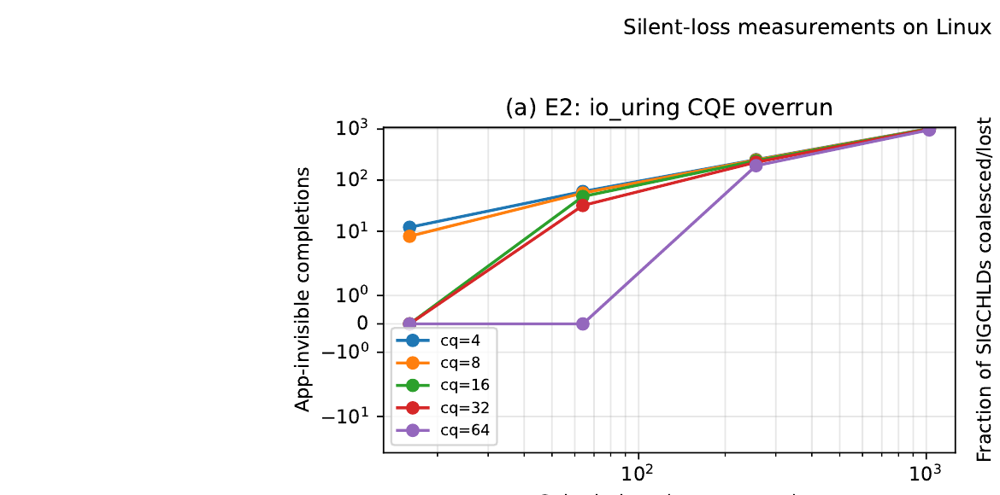 Silent-loss measurements on Linux
(a) E2: io_uring CQE overrun
App-invisible completions
10³
10²
10¹
10⁰
0
−10⁰
−10¹
cq=4
cq=8
cq=16
cq=32
cq=64
10² 10³
Fraction of SIGCHLDs coalesced/lost